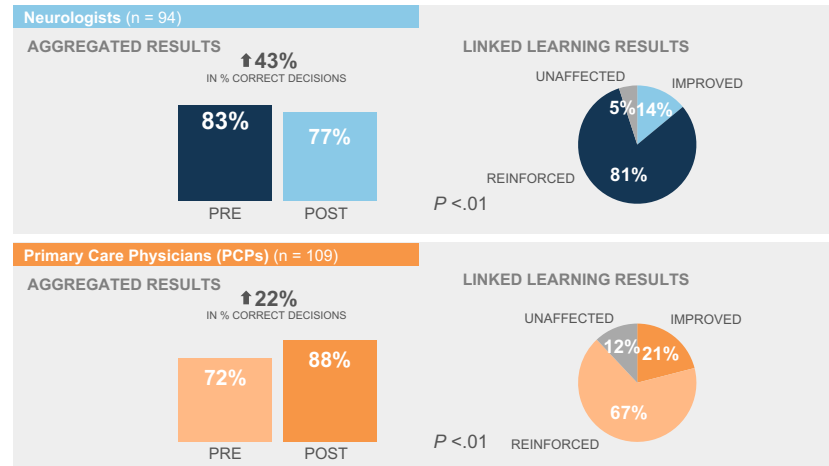 Neurologists (n = 94)
AGGREGATED RESULTS
⬆43%
IN % CORRECT DECISIONS
83%
77%
PRE
POST
P <.01
LINKED LEARNING RESULTS
UNAFFECTED
IMPROVED
5%
14%
REINFORCED
81%
Primary Care Physicians (PCPs) (n = 109)
AGGREGATED RESULTS
⬆22%
IN % CORRECT DECISIONS
72%
88%
PRE
POST
P <.01
LINKED LEARNING RESULTS
UNAFFECTED
IMPROVED
12%
21%
67%
REINFORCED